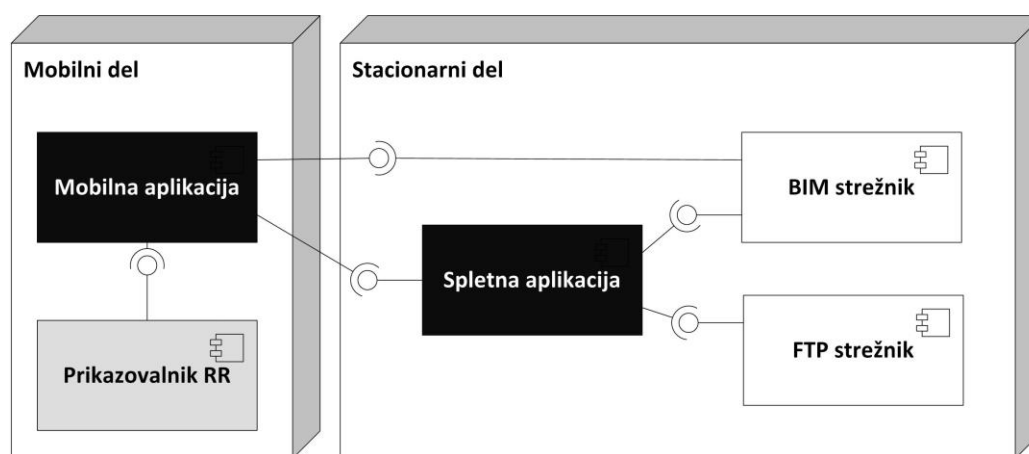 Mobilni del
Stacionarni del
Mobilna aplikacija
BIM strežnik
Spletna aplikacija
Prikazovalnik RR
FTP strežnik